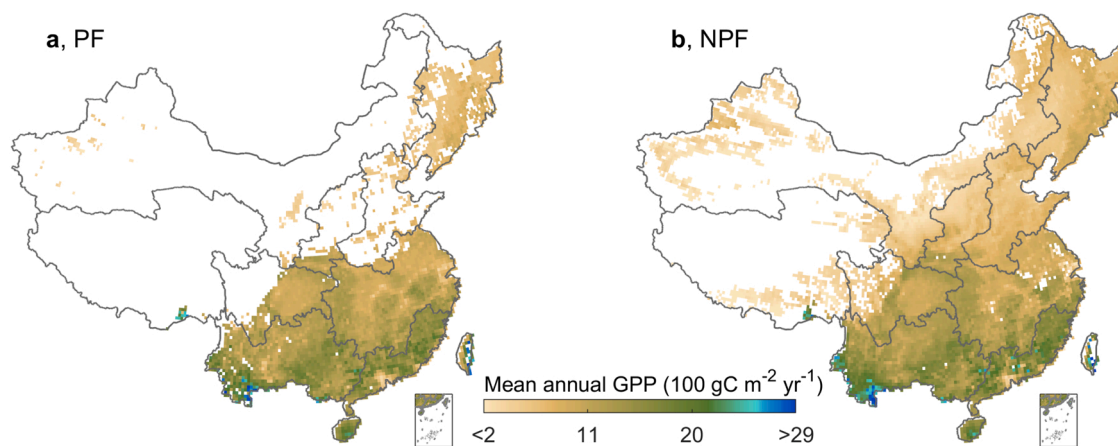 a, PF
b, NPF
Mean annual GPP (100 gC m⁻² yr⁻¹)
<2 11 20 >29